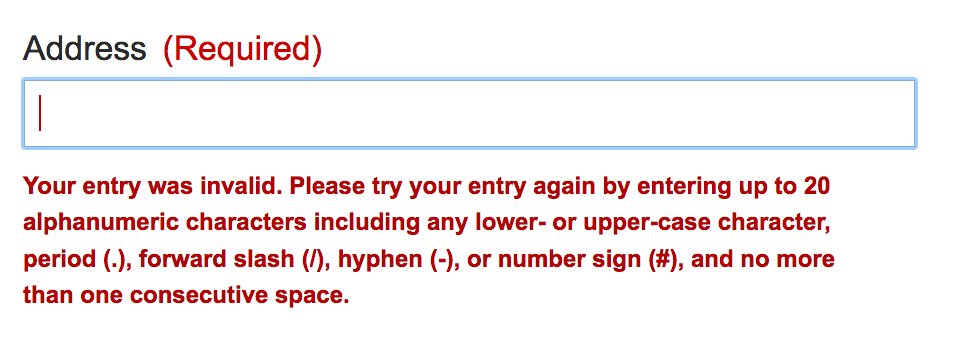 Address (Required)
Your entry was invalid. Please try your entry again by entering up to 20
alphanumeric characters including any lower- or upper-case character,
period (.), forward slash (/), hyphen (-), or number sign (#), and no more
than one consecutive space.